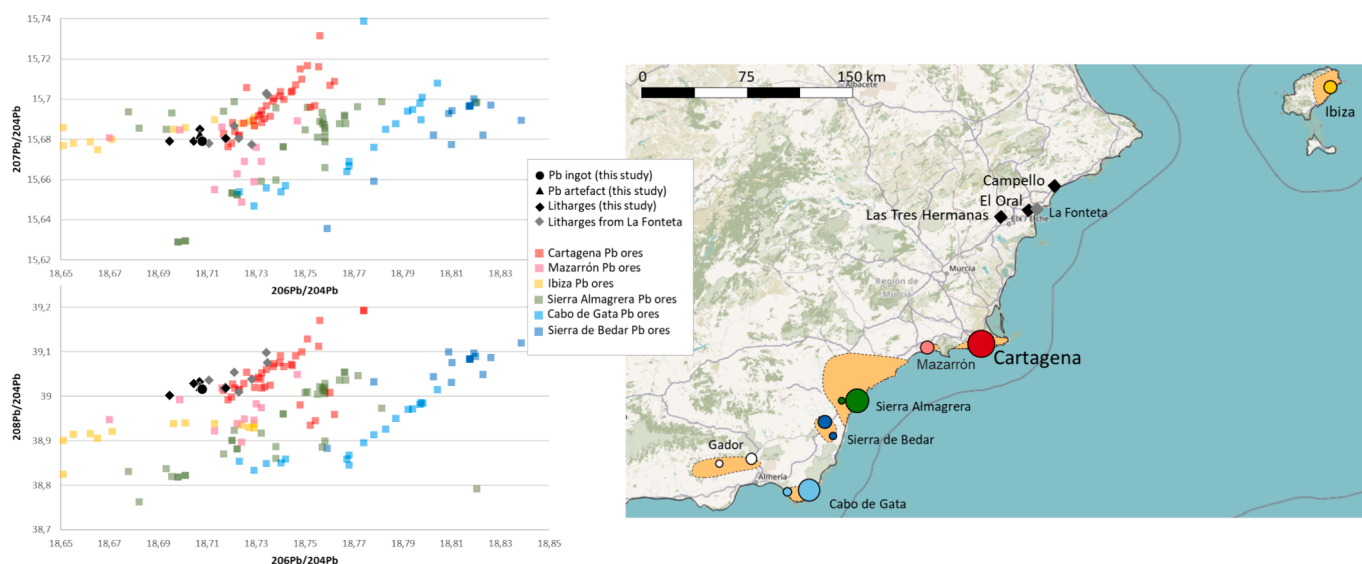 15,74
15,72
15,7
15,68
15,66
15,64
15,62
207Pb/204Pb
18,65
18,67
18,69
18,71
18,73
18,75
18,77
18,79
18,81
18,83
206Pb/204Pb
39,2
39,1
39
38,9
38,8
38,7
208Pb/204Pb
18,65
18,67
18,69
18,71
18,73
18,75
18,77
18,79
18,81
18,83
18,85
206Pb/204Pb
Pb ingot (this study)
Pb artefact (this study)
Litharges (this study)
Litharges from La Fonteta
Cartagena Pb ores
Mazarrón Pb ores
Ibiza Pb ores
Sierra Almagrera Pb ores
Cabo de Gata Pb ores
Sierra de Bedar Pb ores
0
75
150 km
Albacete
Ibiza
Campello
El Oral
La Fonteta
Las Tres Hermanas
Elx / Elche
Murcia
Región de
Murcia
Cartagena
Mazarrón
Sierra Almagrera
Sierra de Bedar
Gador
Almería
Cabo de Gata